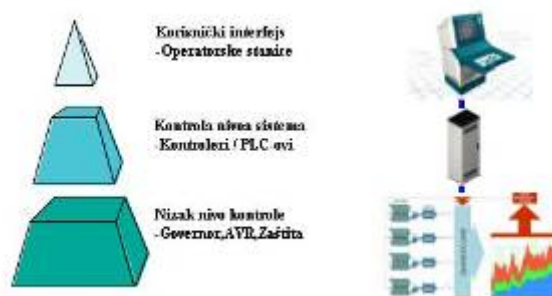 Korisnički interfejs
-Operatorske stanice
Kontrola nivoa sistema
-Kontroleri / PLC-ovi
Nizak nivo kontrole
-Governor,AVR,Zaštita